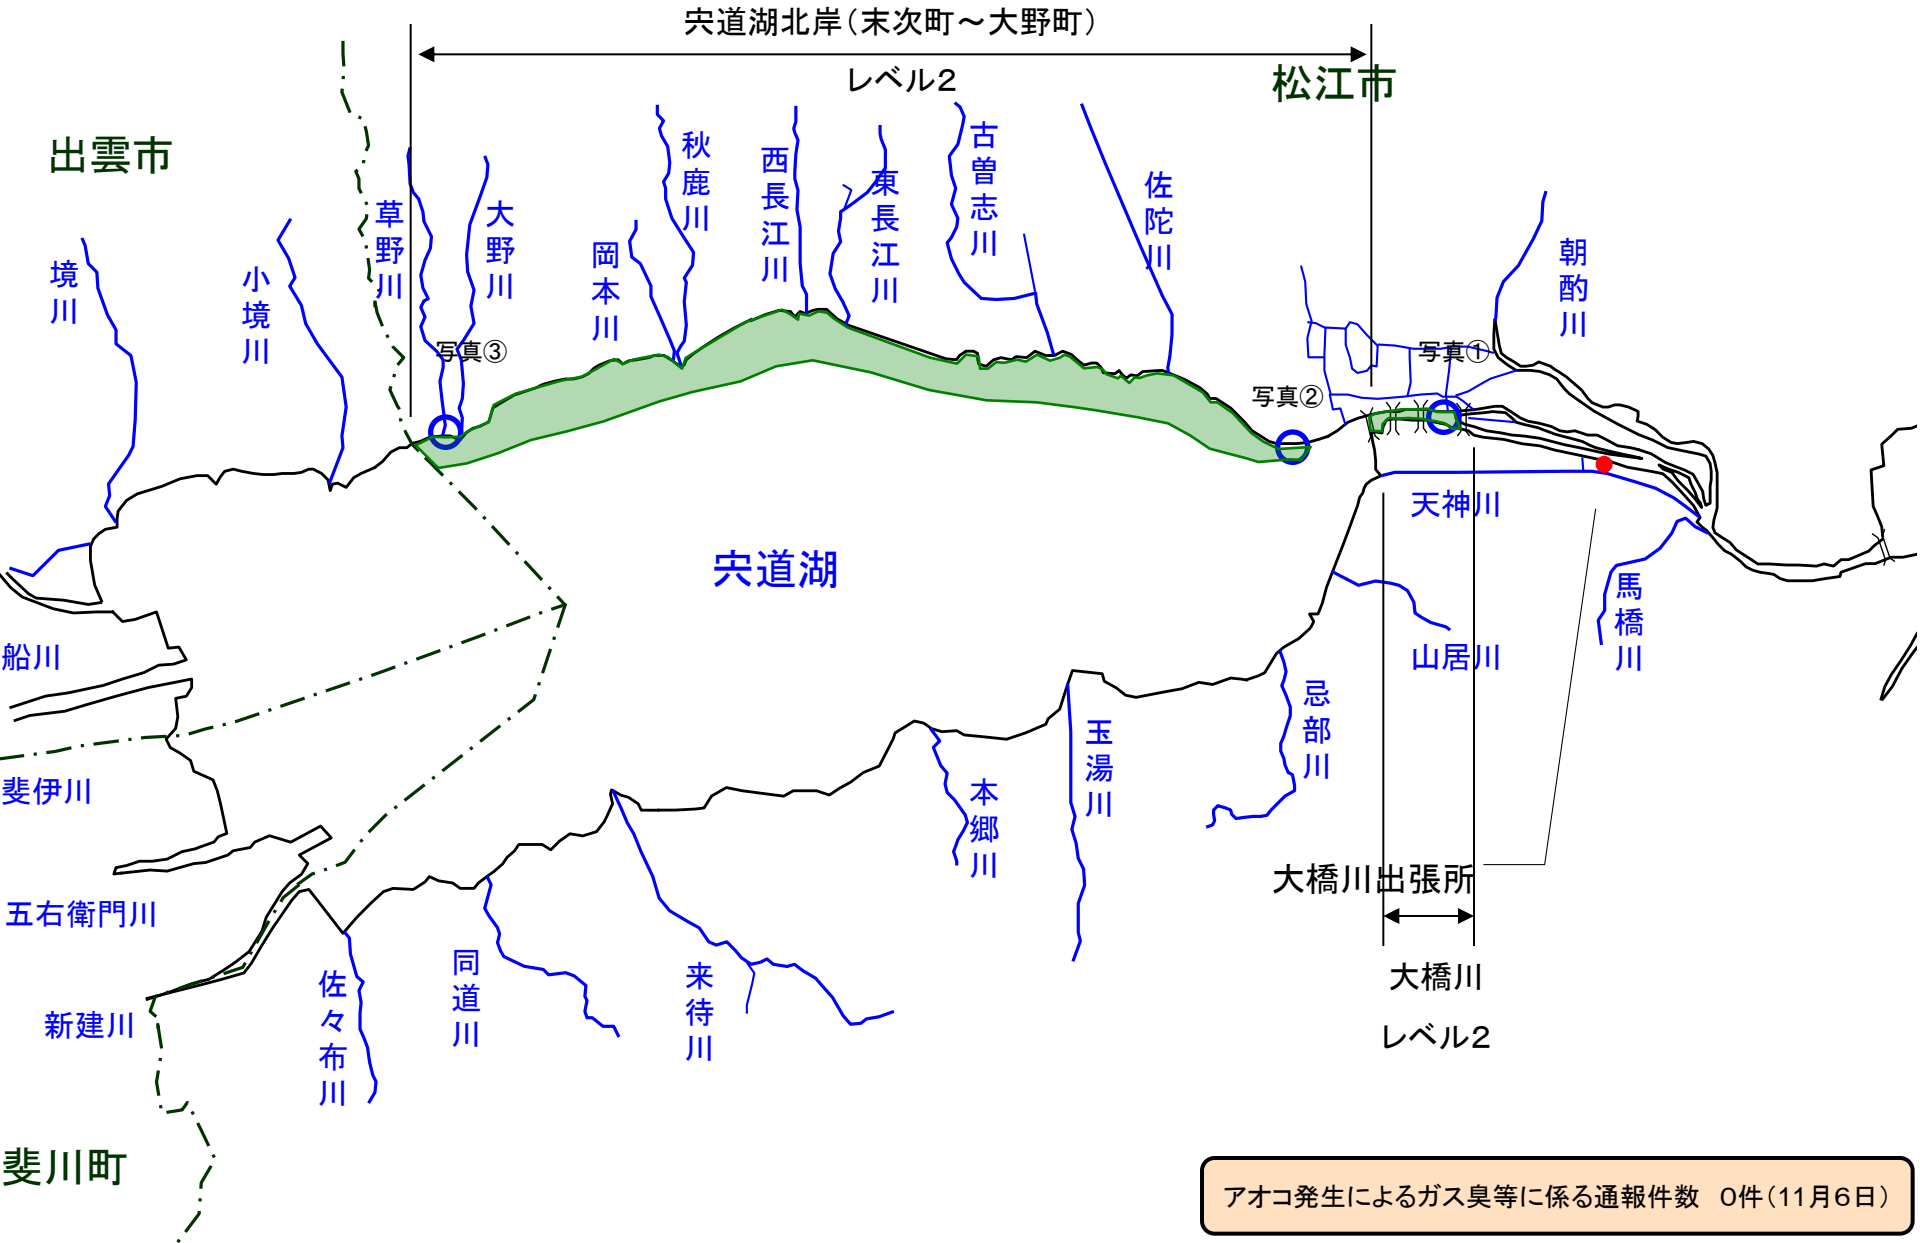 宍道湖北岸（末次町～大野町）
レベル２
松江市
出雲市
境川
小境川
草野川
大野川
岡本川
秋鹿川
西長江川
東長江川
古曽志川
佐陀川
朝酌川
写真③
写真②
写真①
天神川
宍道湖
馬橋川
山居川
船川
斐伊川
五右衛門川
新建川
佐々布川
同道川
来待川
本郷川
玉湯川
忌部川
大橋川出張所
大橋川
レベル２
斐川町
アオコ発生によるガス臭等に係る通報件数　０件（１１月６日）